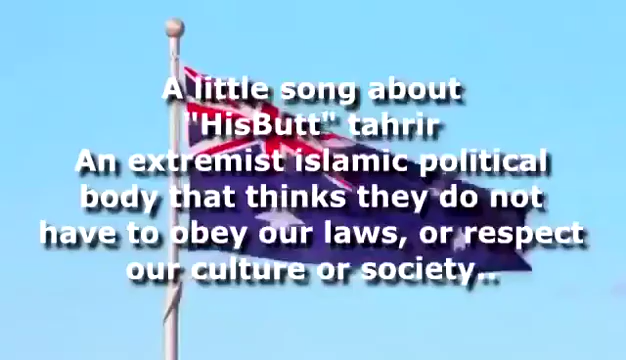 A little song about
"HisButt" tahrir
An extremist islamic political
body that thinks they do not
have to obey our laws, or respect
our culture or society..